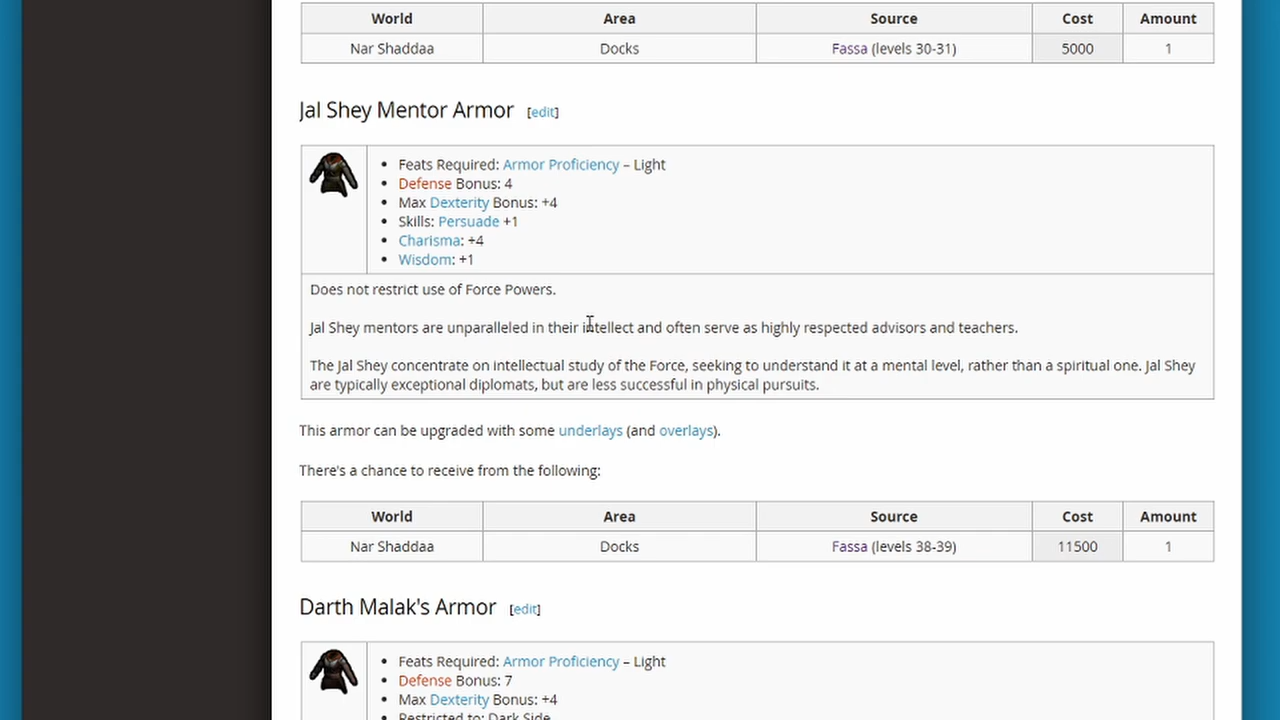 World Area Source Cost Amount
Nar Shaddaa Docks Fassa (levels 30-31) 5000 1
Jal Shey Mentor Armor [edit]
• Feats Required: Armor Proficiency – Light
• Defense Bonus: 4
• Max Dexterity Bonus: +4
• Skills: Persuade +1
• Charisma: +4
• Wisdom: +1
Does not restrict use of Force Powers.
Jal Shey mentors are unparalleled in their intellect and often serve as highly respected advisors and teachers.
The Jal Shey concentrate on intellectual study of the Force, seeking to understand it at a mental level, rather than a spiritual one. Jal Shey
are typically exceptional diplomats, but are less successful in physical pursuits.
This armor can be upgraded with some underlays (and overlays).
There's a chance to receive from the following:
World Area Source Cost Amount
Nar Shaddaa Docks Fassa (levels 38-39) 11500 1
Darth Malak's Armor [edit]
• Feats Required: Armor Proficiency – Light
• Defense Bonus: 7
• Max Dexterity Bonus: +4
Restricted to: Dark Side